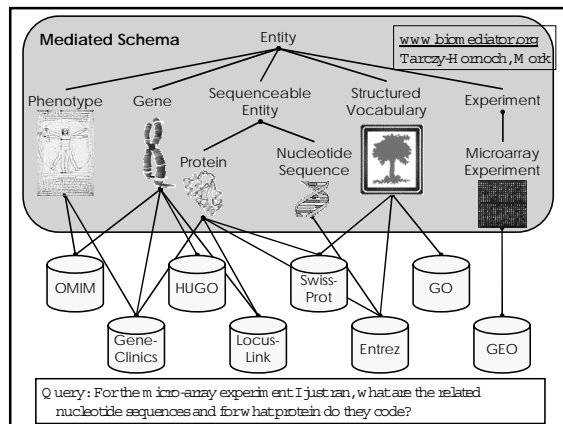 Mediated Schema
Entity
www.biomediator.org
Tarczy-Hornoch, Mork
Phenotype
Gene
Sequenceable
Entity
Structured
Vocabulary
Experiment
Protein
Nucleotide
Sequence
Microarray
Experiment
OMIM
HUGO
Swiss-
Prot
GO
Gene-
Clinics
Locus-
Link
Entrez
GEO
Query: For the micro-array experiment I just ran, what are the related
nucleotide sequences and for what protein do they code?